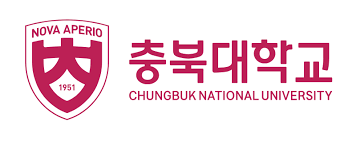 NOVA APERIO
1951
충북대학교
CHUNGBUK NATIONAL UNIVERSITY